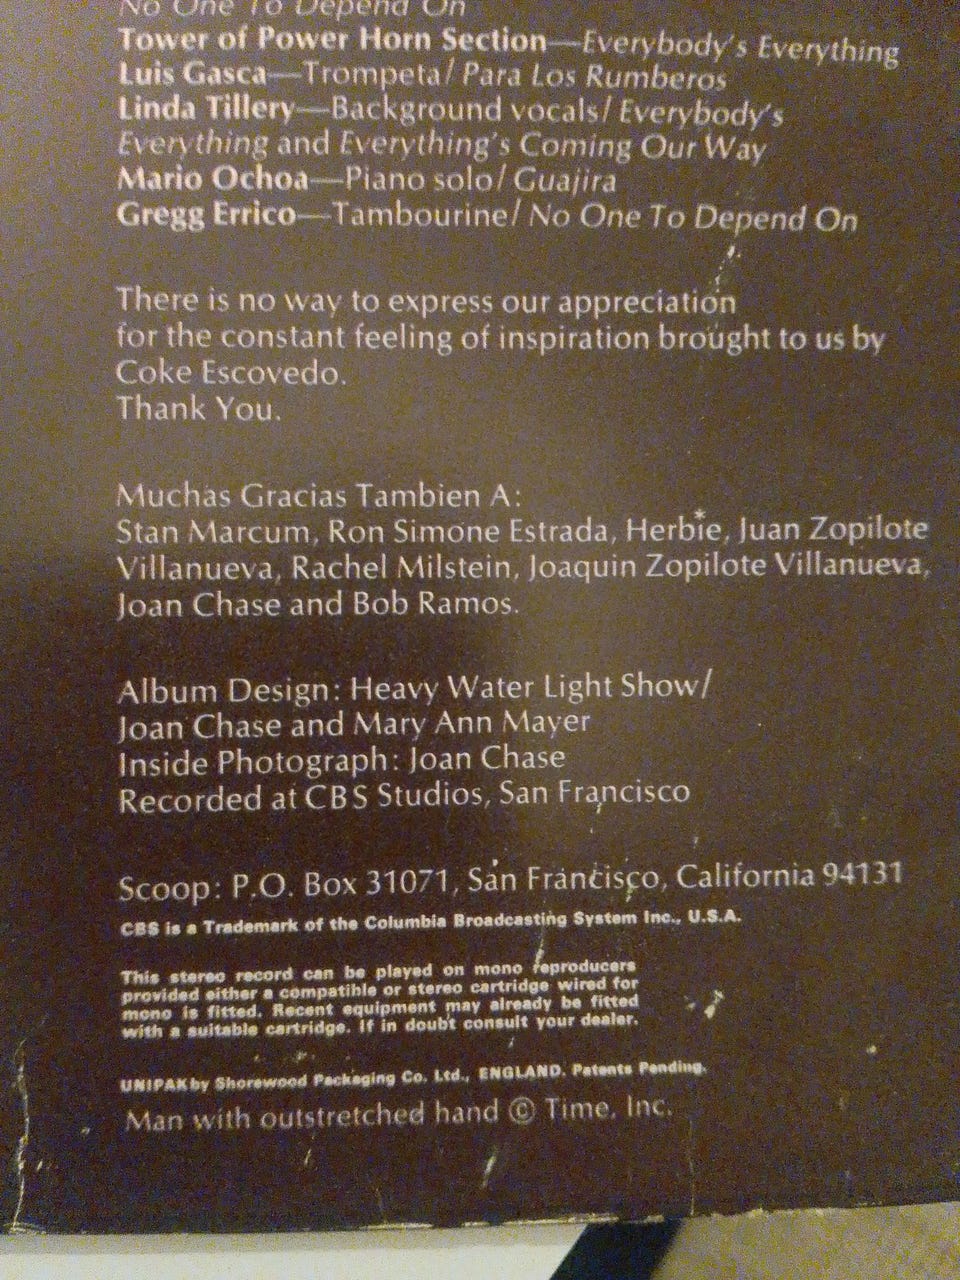 No One To Depend On
Tower of Power Horn Section—Everybody's Everything
Luis Gasca—Trompeta/Para Los Rumberos
Linda Tillery—Background vocals/Everybody's
Everything and Everything's Coming Our Way
Mario Ochoa—Piano solo/Guajira
Gregg Errico—Tambourine/No One To Depend On
There is no way to express our appreciation
for the constant feeling of inspiration brought to us by
Coke Escovedo.
Thank You.
Muchas Gracias Tambien A:
Stan Marcum, Ron Simone Estrada, Herbie, Juan Zopilote
Villanueva, Rachel Milstein, Joaquin Zopilote Villanueva,
Joan Chase and Bob Ramos.
Album Design: Heavy Water Light Show/
Joan Chase and Mary Ann Mayer
Inside Photograph: Joan Chase
Recorded at CBS Studios, San Francisco
Scoop: P.O. Box 31071, San Francisco, California 94131
CBS is a Trademark of the Columbia Broadcasting System Inc., U.S.A.
This stereo record can be played on mono reproducers
provided either a compatible or stereo cartridge wired for
mono is fitted. Recent equipment may already be fitted
with a suitable cartridge. If in doubt consult your dealer.
UNIPAK by Shorewood Packaging Co. Ltd., ENGLAND. Patents Pending.
Man with outstretched hand © Time, Inc.